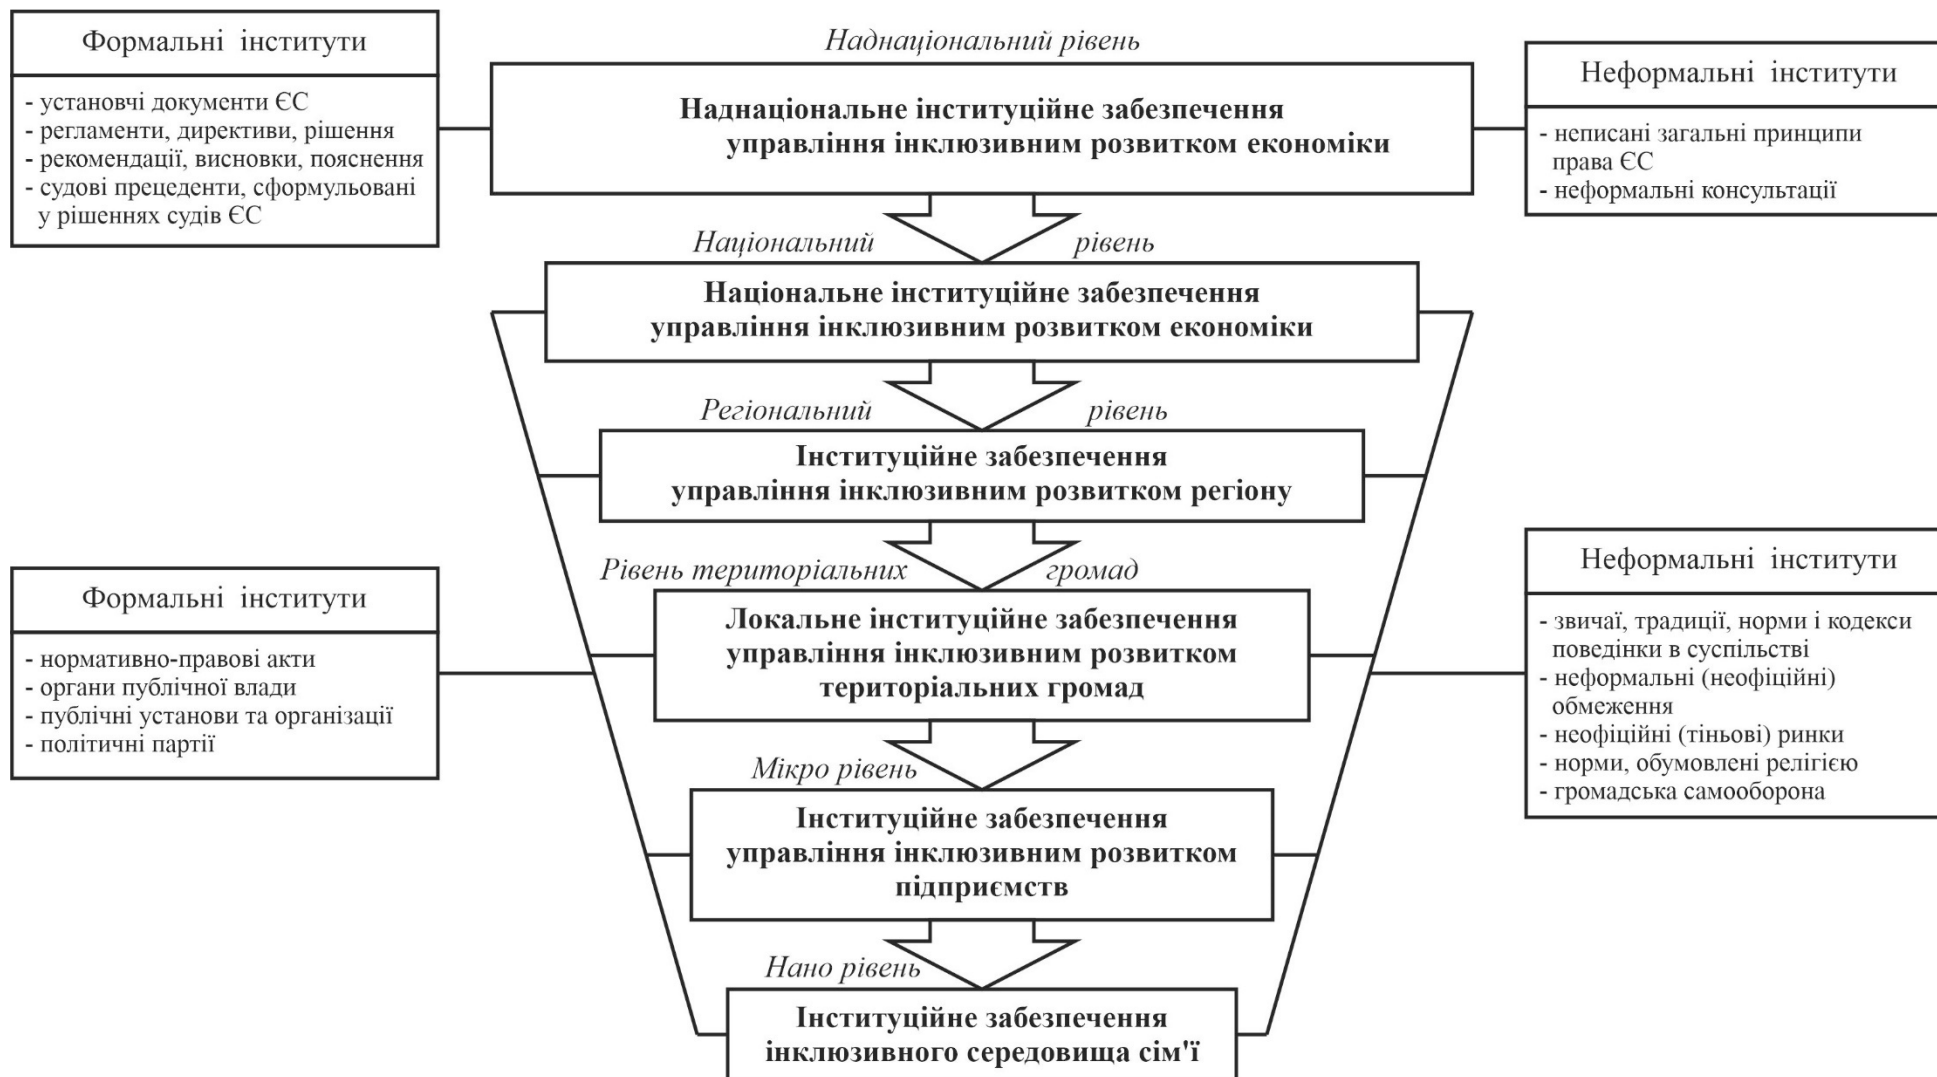 Формальні інститути
- установчі документи ЄС
- регламенти, директиви, рішення
- рекомендації, висновки, пояснення
- судові прецеденти, сформульовані
у рішеннях судів ЄС
Наднаціональний рівень
Наднаціональне інституційне забезпечення
управління інклюзивним розвитком економіки
Неформальні інститути
- неписані загальні принципи
права ЄС
- неформальні консультації
Національний рівень
Національне інституційне забезпечення
управління інклюзивним розвитком економіки
Регіональний рівень
Інституційне забезпечення
управління інклюзивним розвитком регіону
Рівень територіальних громад
Локальне інституційне забезпечення
управління інклюзивним розвитком
територіальних громад
Формальні інститути
- нормативно-правові акти
- органи публічної влади
- публічні установи та організації
- політичні партії
Неформальні інститути
- звичаї, традиції, норми і кодекси
поведінки в суспільстві
- неформальні (неофіційні)
обмеження
- неофіційні (тіньові) ринки
- норми, обумовлені релігією
- громадська самооборона
Мікро рівень
Інституційне забезпечення
управління інклюзивним розвитком
підприємств
Нано рівень
Інституційне забезпечення
інклюзивного середовища сім'ї